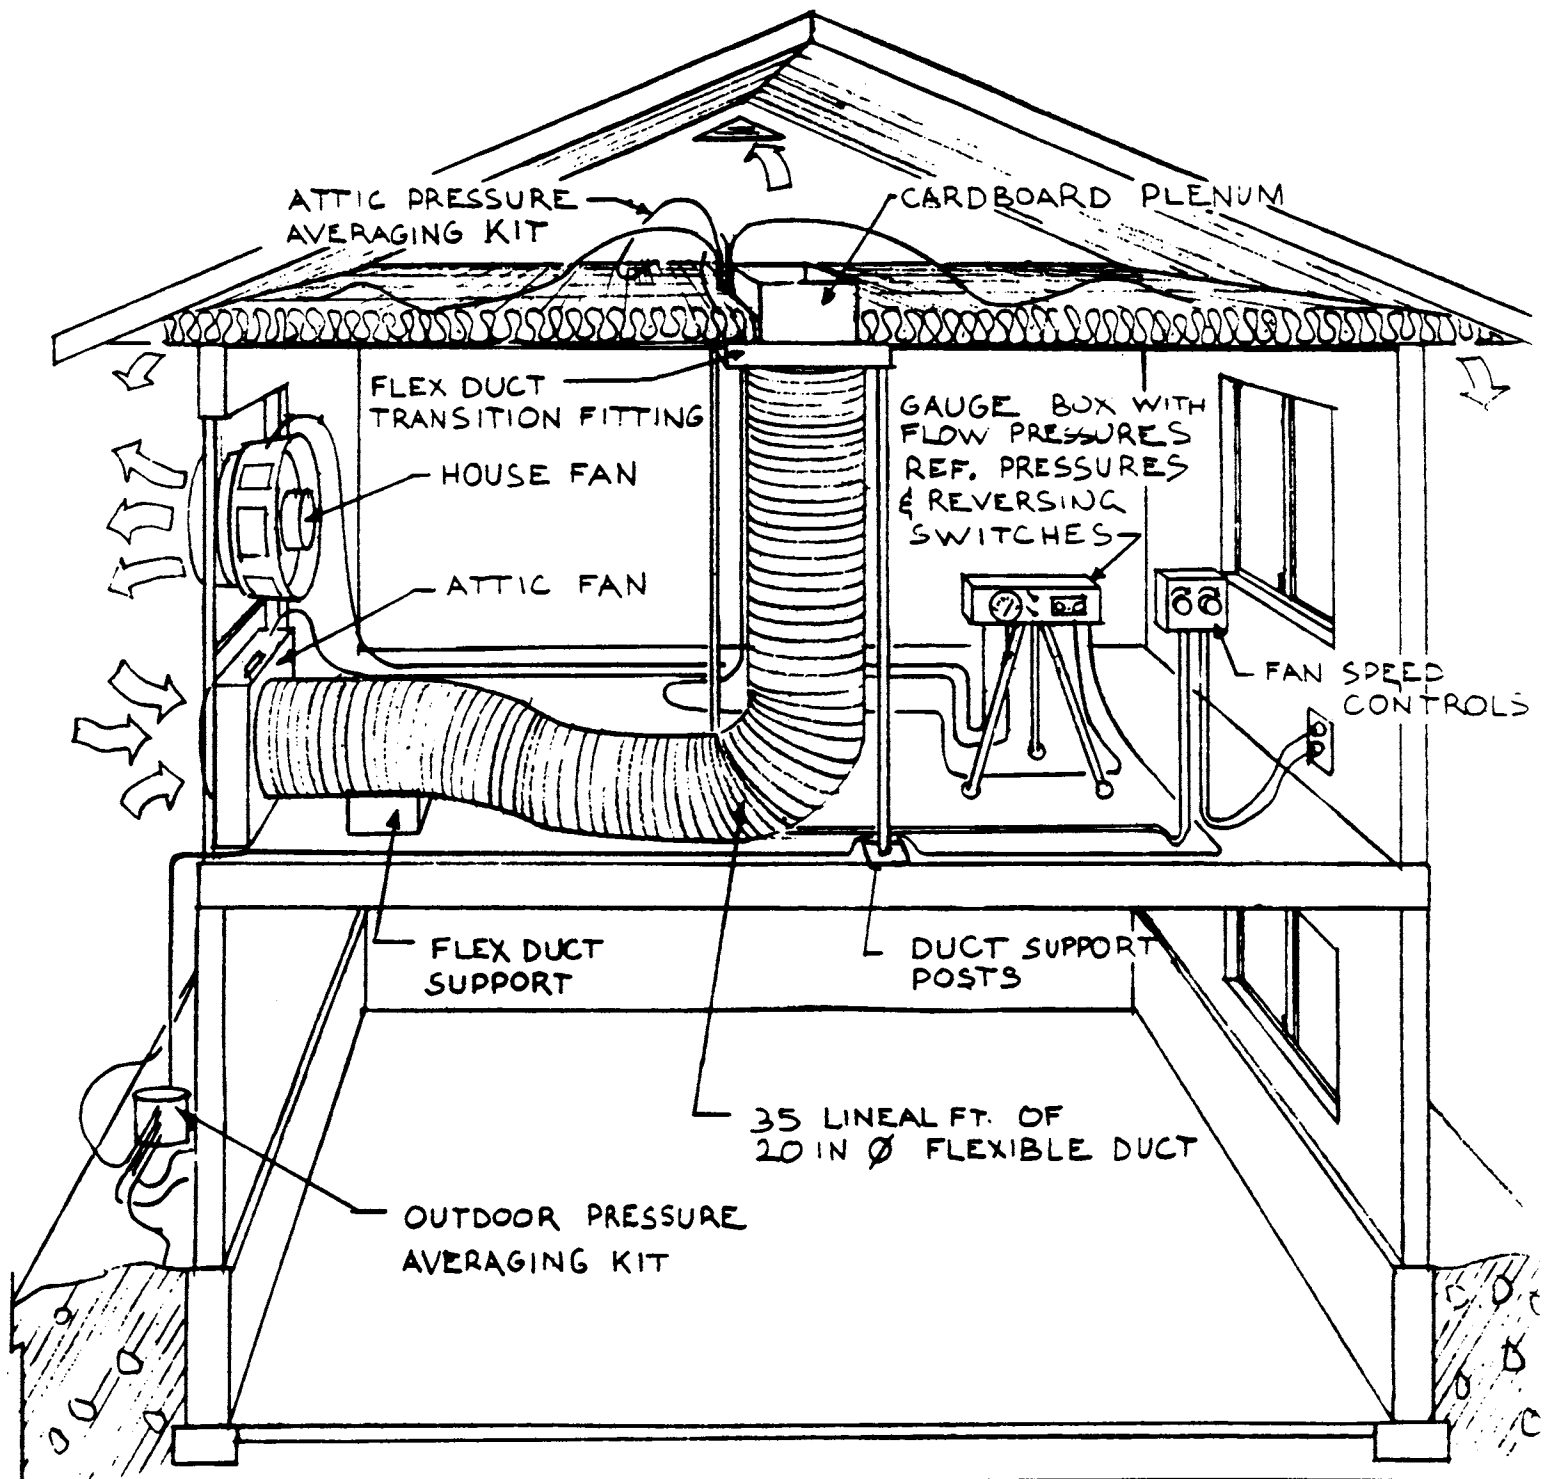 ATTIC PRESSURE
AVERAGING KIT
CARDBOARD PLENUM
FLEX DUCT
TRANSITION FITTING
GAUGE BOX WITH
FLOW PRESSURES
REF. PRESSURES
& REVERSING
SWITCHES
HOUSE FAN
ATTIC FAN
FAN SPEED
CONTROLS
FLEX DUCT
SUPPORT
DUCT SUPPORT
POSTS
35 LINEAL FT. OF
20 IN Ø FLEXIBLE DUCT
OUTDOOR PRESSURE
AVERAGING KIT